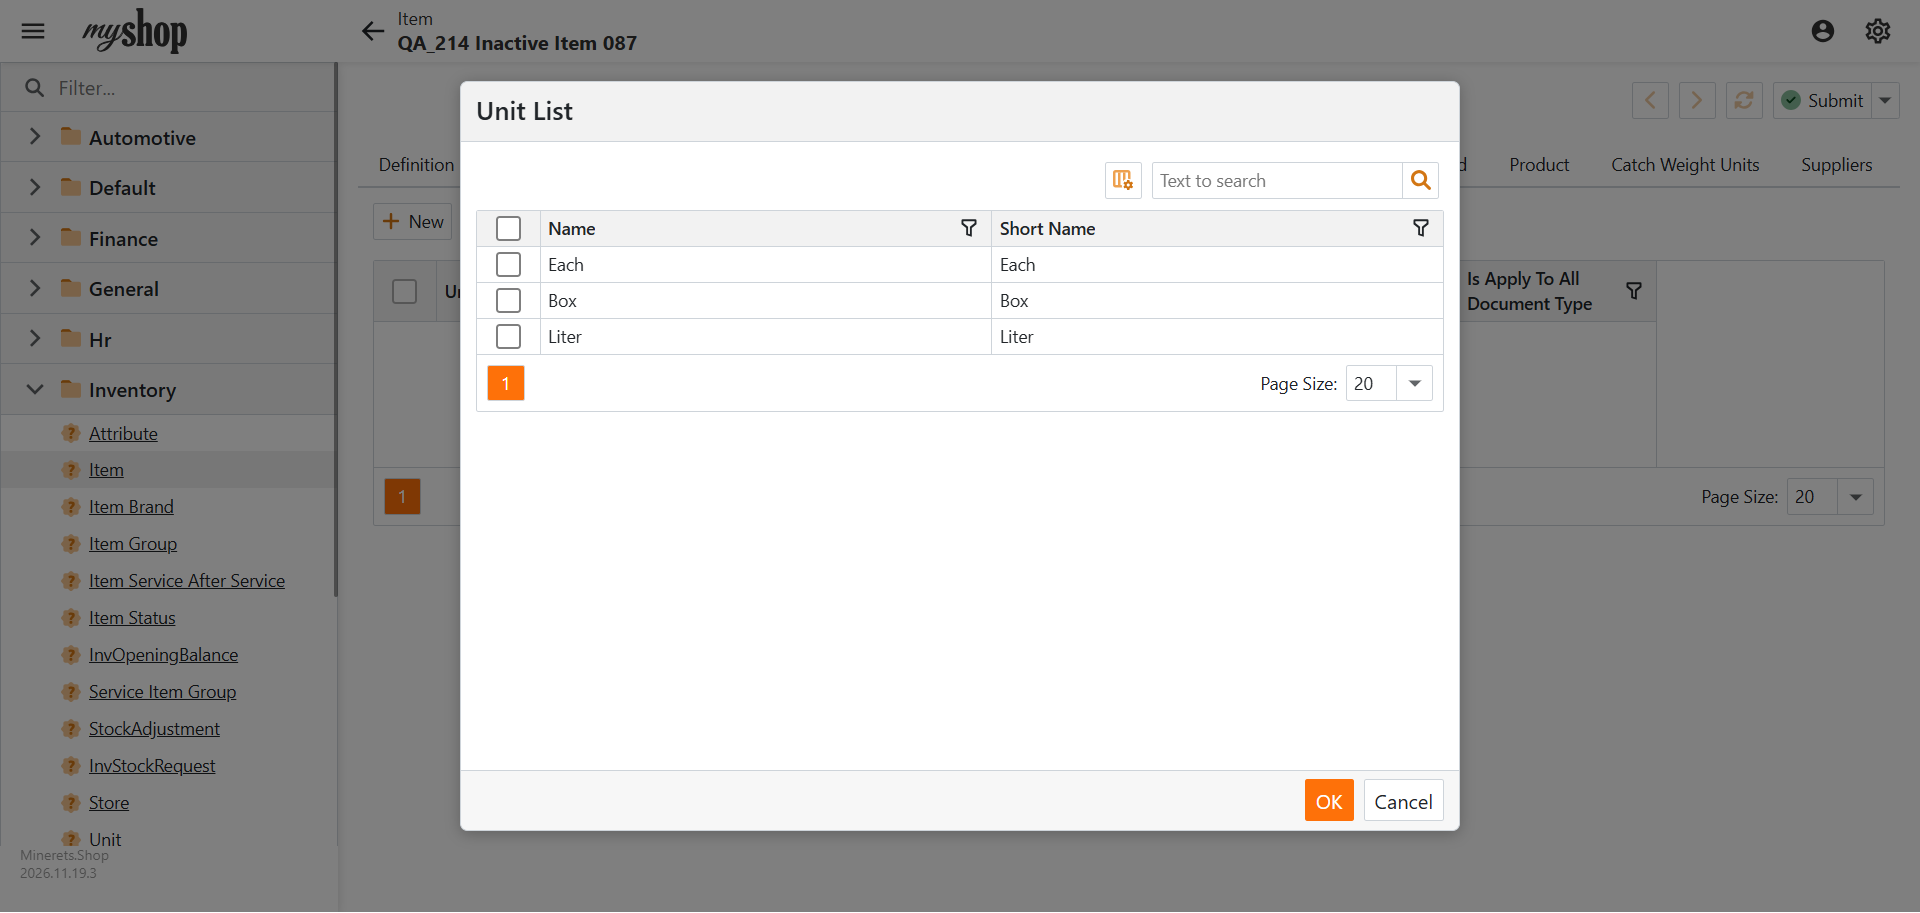 myshop
Item
QA_214 Inactive Item 087
Filter...
Automotive
Default
Finance
General
Hr
Inventory
Attribute
Item
Item Brand
Item Group
Item Service After Service
Item Status
InvOpeningBalance
Service Item Group
StockAdjustment
InvStockRequest
Store
Unit
Minerets.Shop
2026.11.19.3
Submit
Definition
Product
Catch Weight Units
Suppliers
New
Is Apply To All
Document Type
1
Page Size: 20
Unit List
Text to search
Name Short Name
Each Each
Box Box
Liter Liter
1
Page Size: 20
OK Cancel